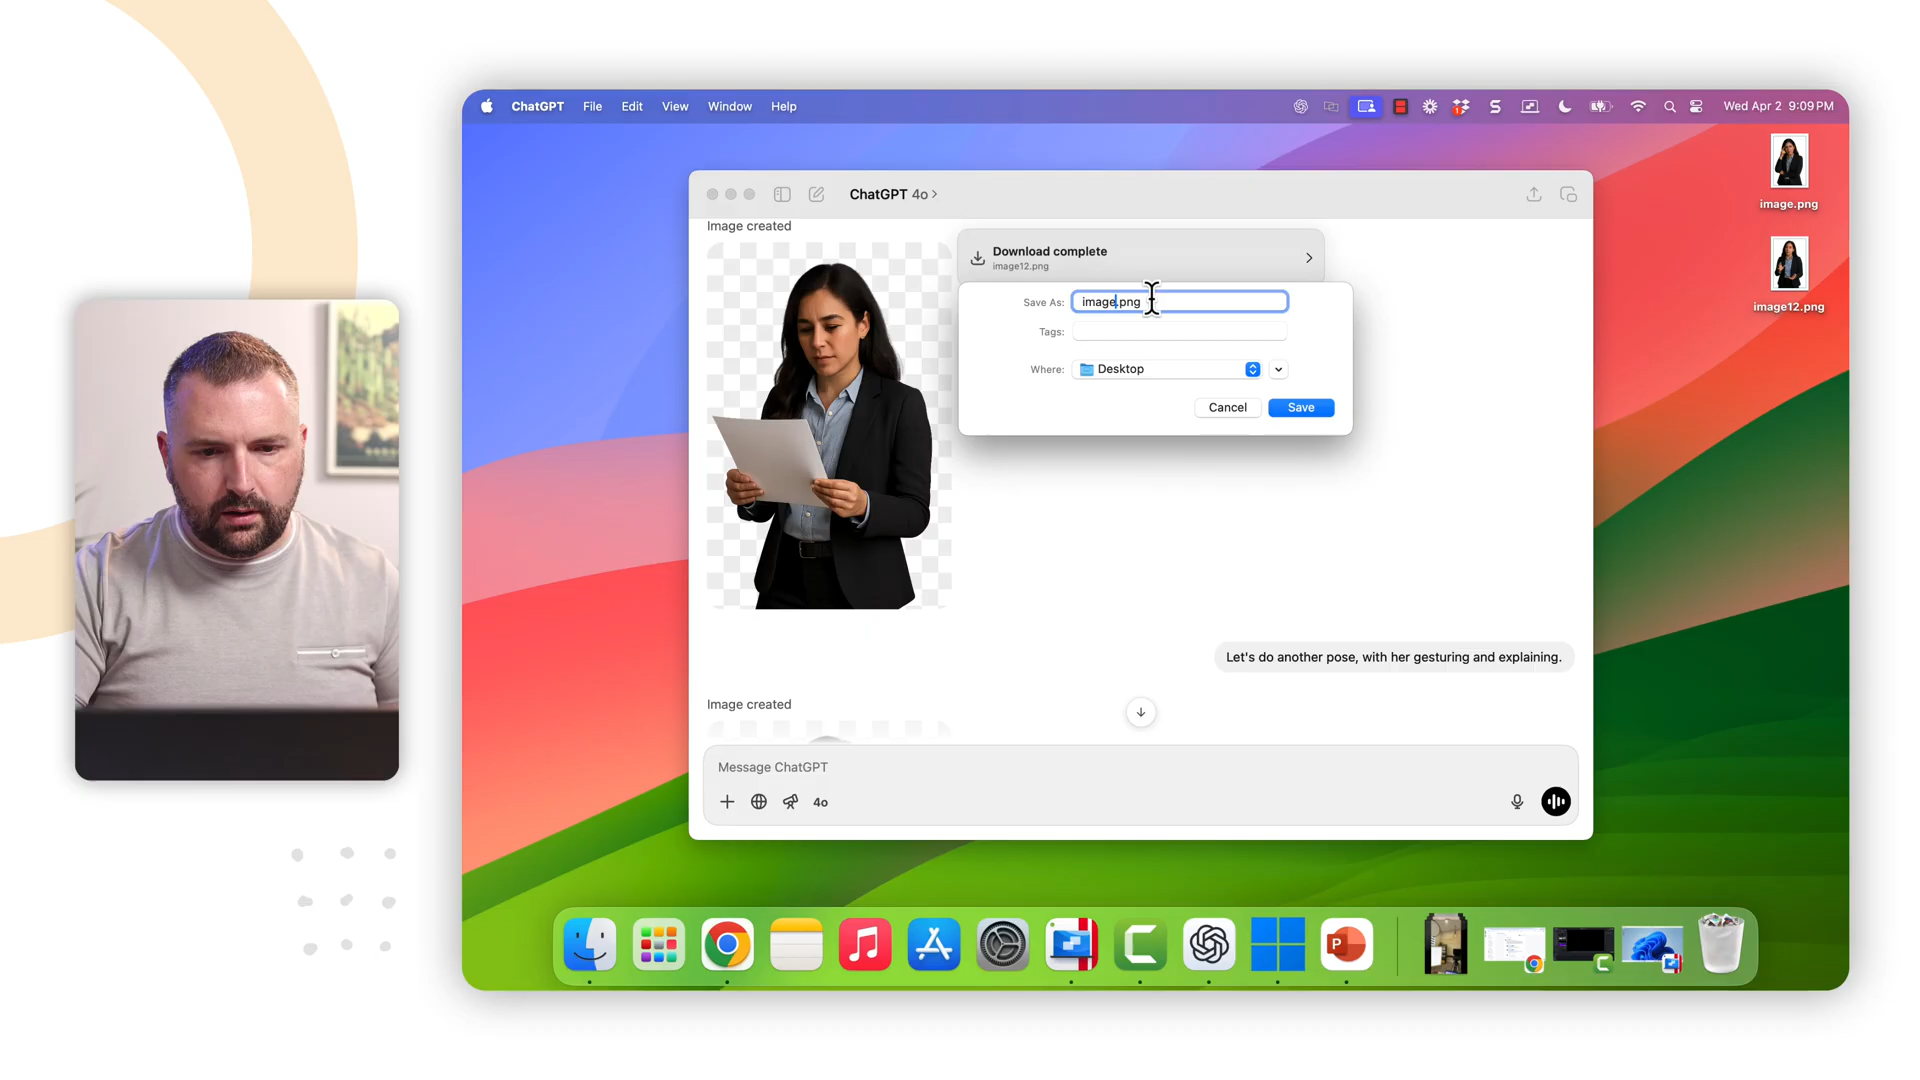 ChatGPT File Edit View Window Help
Wed Apr 2 9:09 PM
image.png
image12.png
ChatGPT 4o >
Image created
Download complete
image12.png
Save As: image.png
Tags:
Where: Desktop
Cancel Save
Let's do another pose, with her gesturing and explaining.
Image created
Message ChatGPT
4o